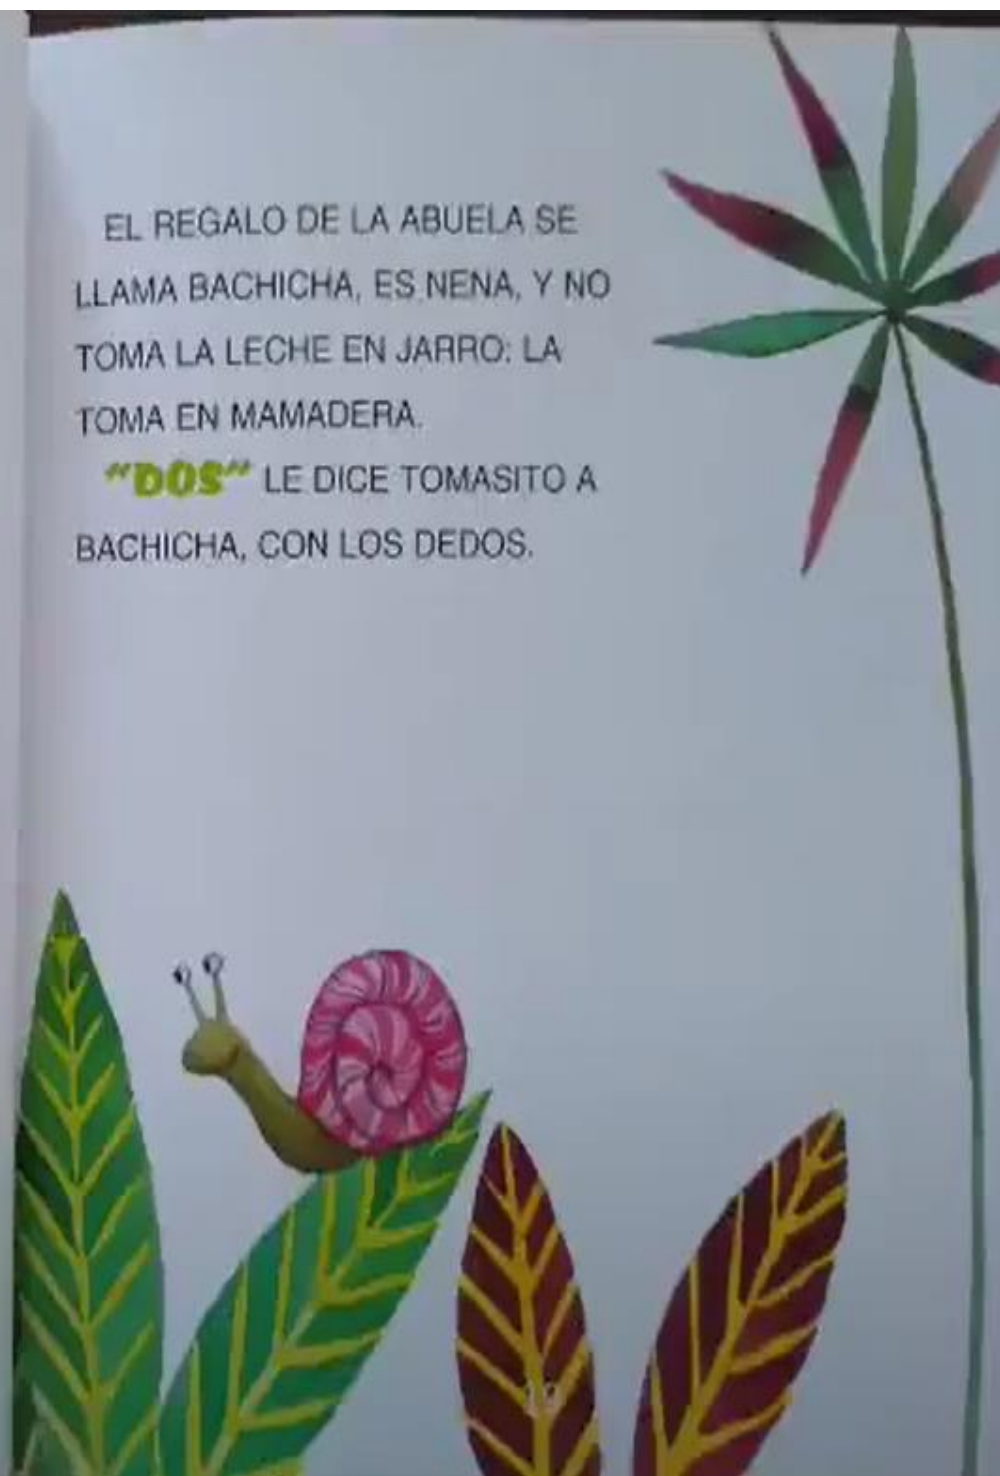 EL REGALO DE LA ABUELA SE
LLAMA BACHICHA, ES NENA, Y NO
TOMA LA LECHE EN JARRO: LA
TOMA EN MAMADERA.
"DOS" LE DICE TOMASITO A
BACHICHA, CON LOS DEDOS.